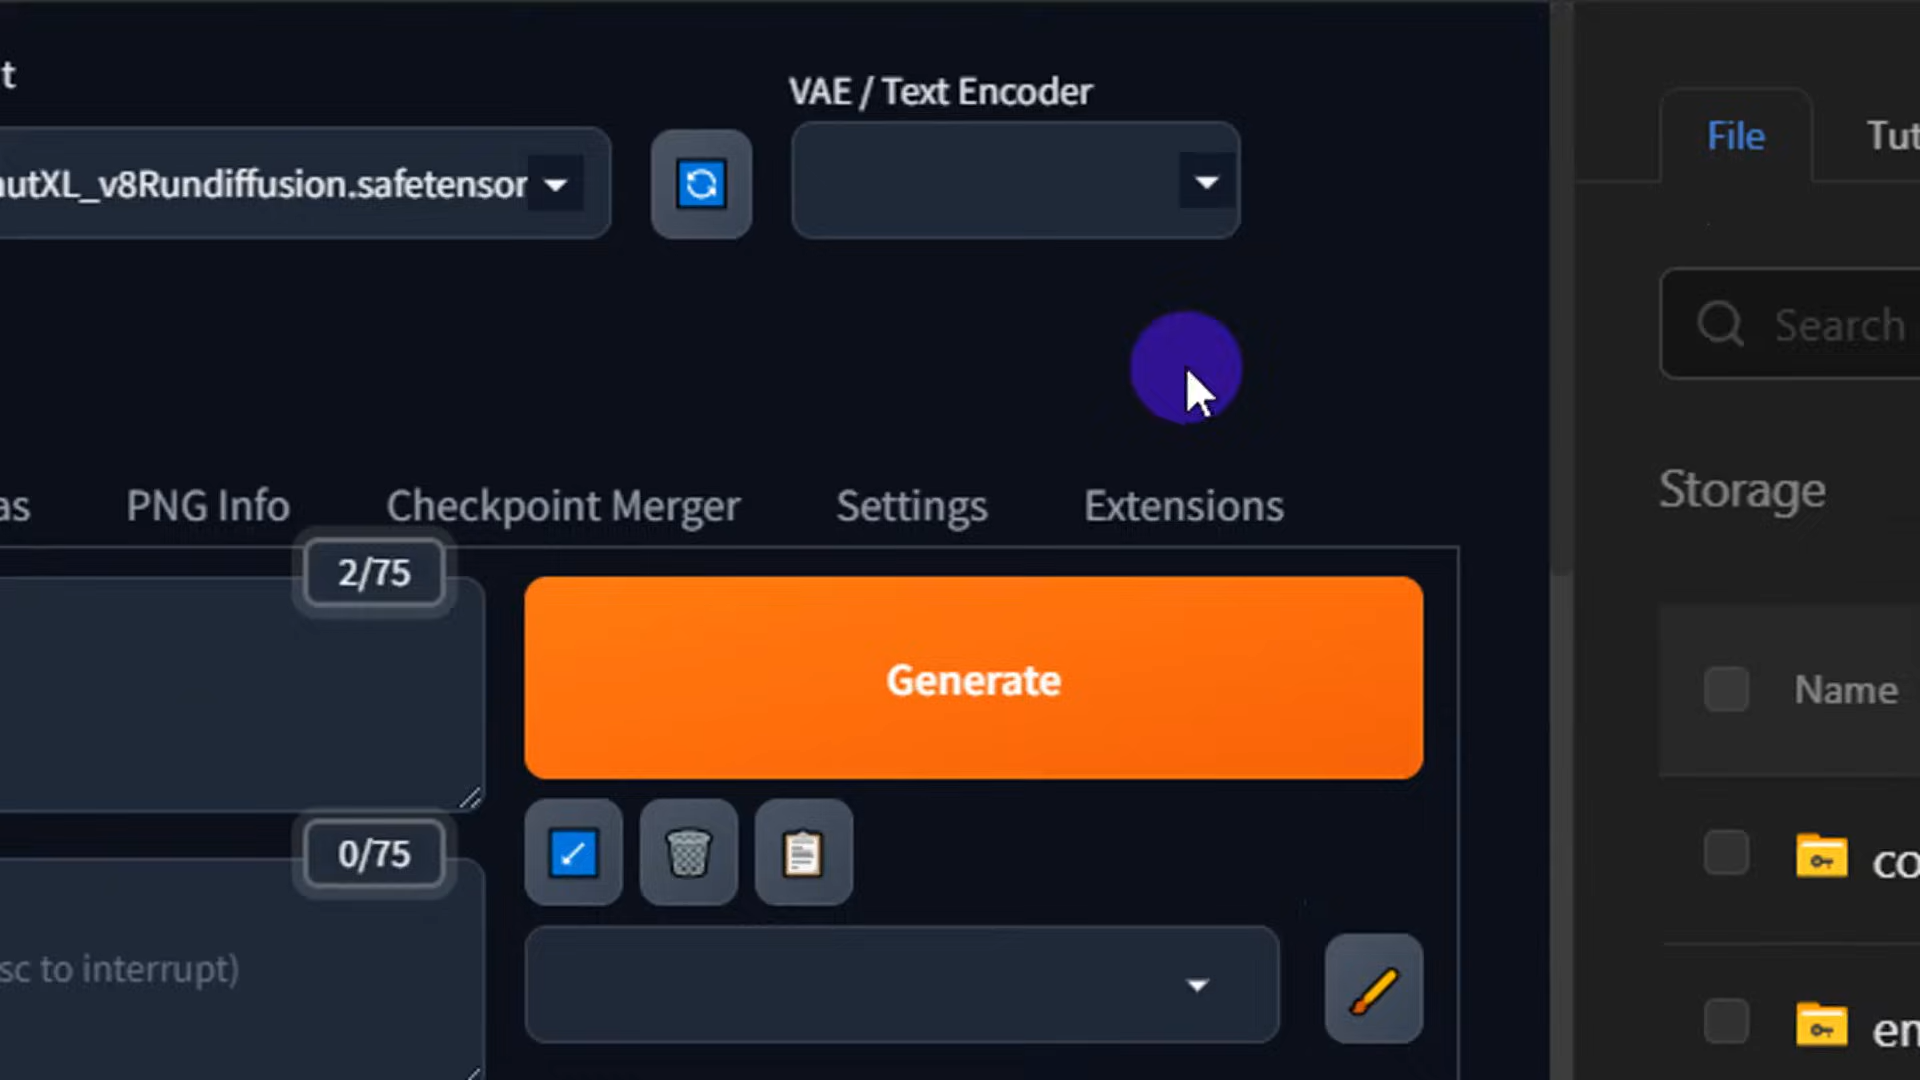 t
VAE / Text Encoder
File
Tut
autXL_v8Rundiffusion.safetensor
Search
as
PNG Info
Checkpoint Merger
Settings
Extensions
Storage
2/75
Generate
Name
0/75
co
sc to interrupt)
en